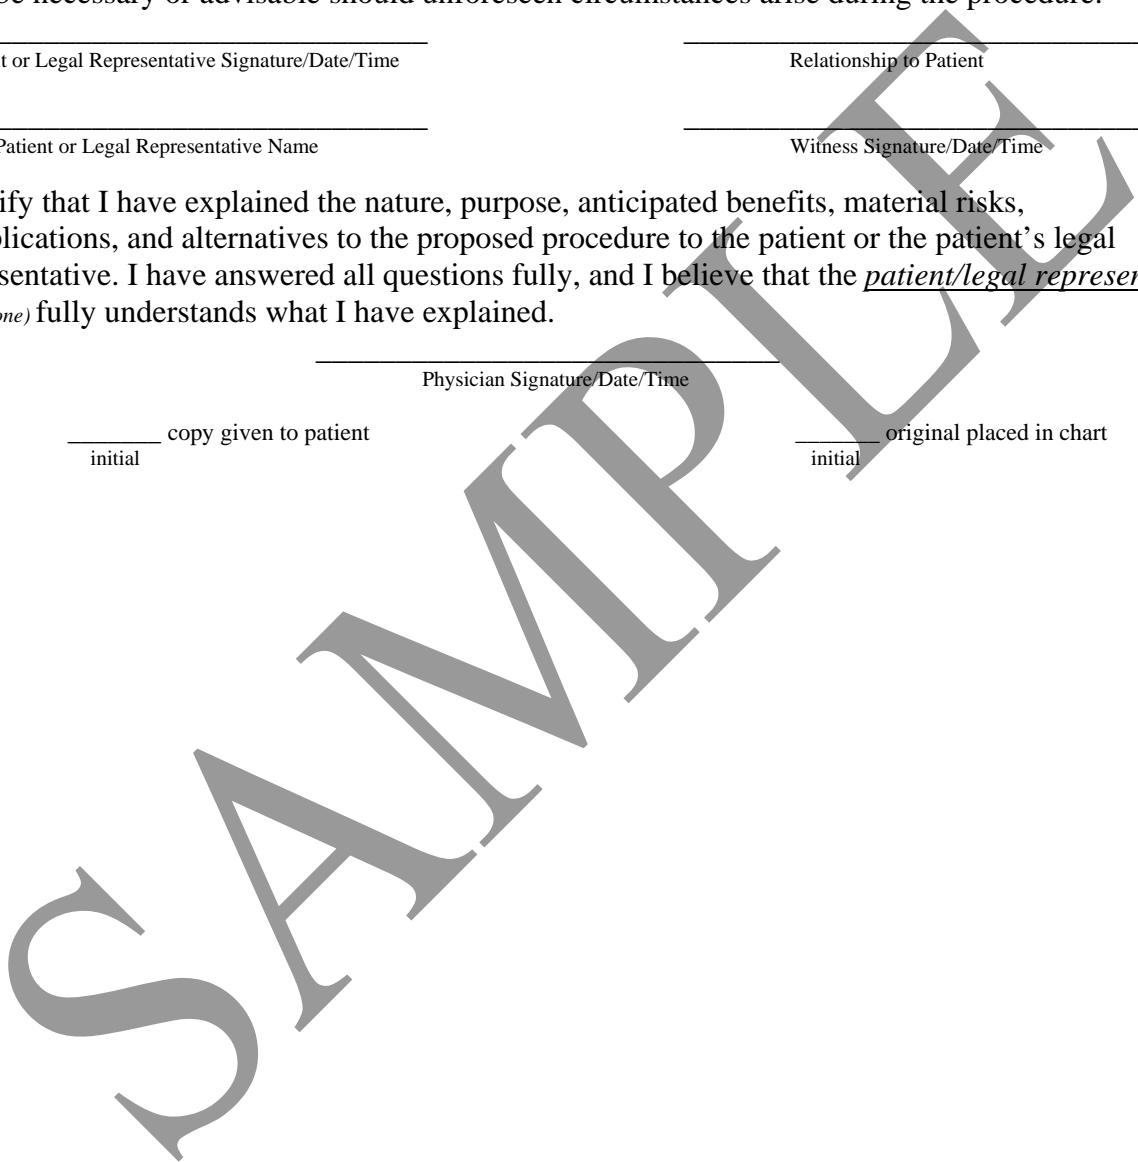 be necessary or advisable should unforeseen circumstances arise during the procedure.
t or Legal Representative Signature/Date/Time Relationship to Patient
Patient or Legal Representative Name Witness Signature/Date/Time
ify that I have explained the nature, purpose, anticipated benefits, material risks,
plications, and alternatives to the proposed procedure to the patient or the patient’s legal
sentative. I have answered all questions fully, and I believe that the patient/legal represen
one) fully understands what I have explained.
Physician Signature/Date/Time
_______ copy given to patient _______ original placed in chart
initial initial
SAMPLE